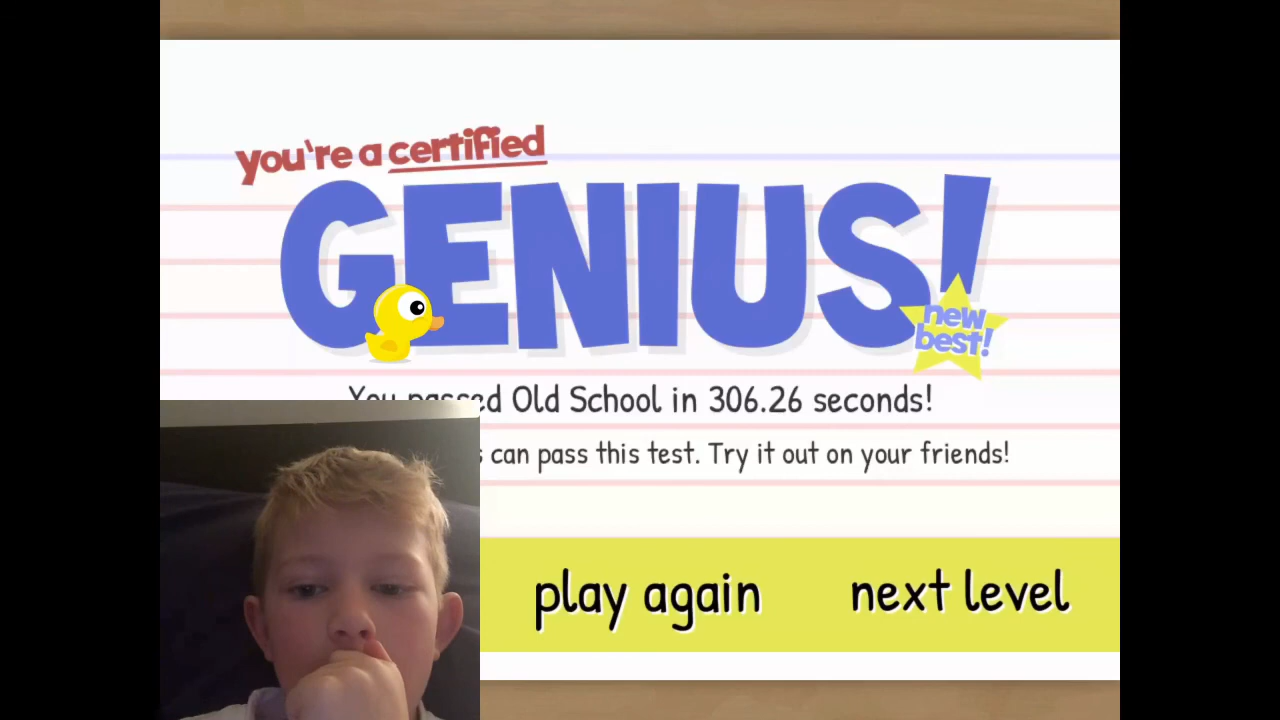 you're a certified
GENIUS!
new
best!
You passed Old School in 306.26 seconds!
can pass this test. Try it out on your friends!
play again
next level